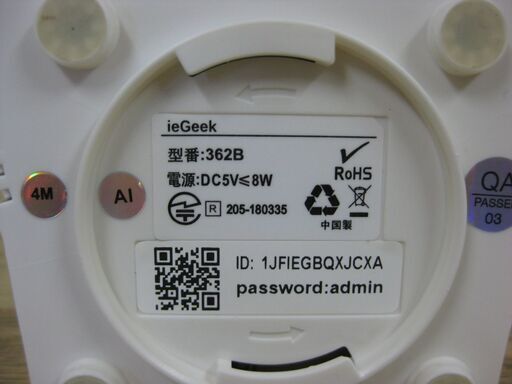 ieGeek
型番:362B
電源:DC5V≤8W
RoHS
R 205-180335
中国製
4M
AI
QA
PASSE
03
ID: 1JFIEGBQXJCXA
password:admin